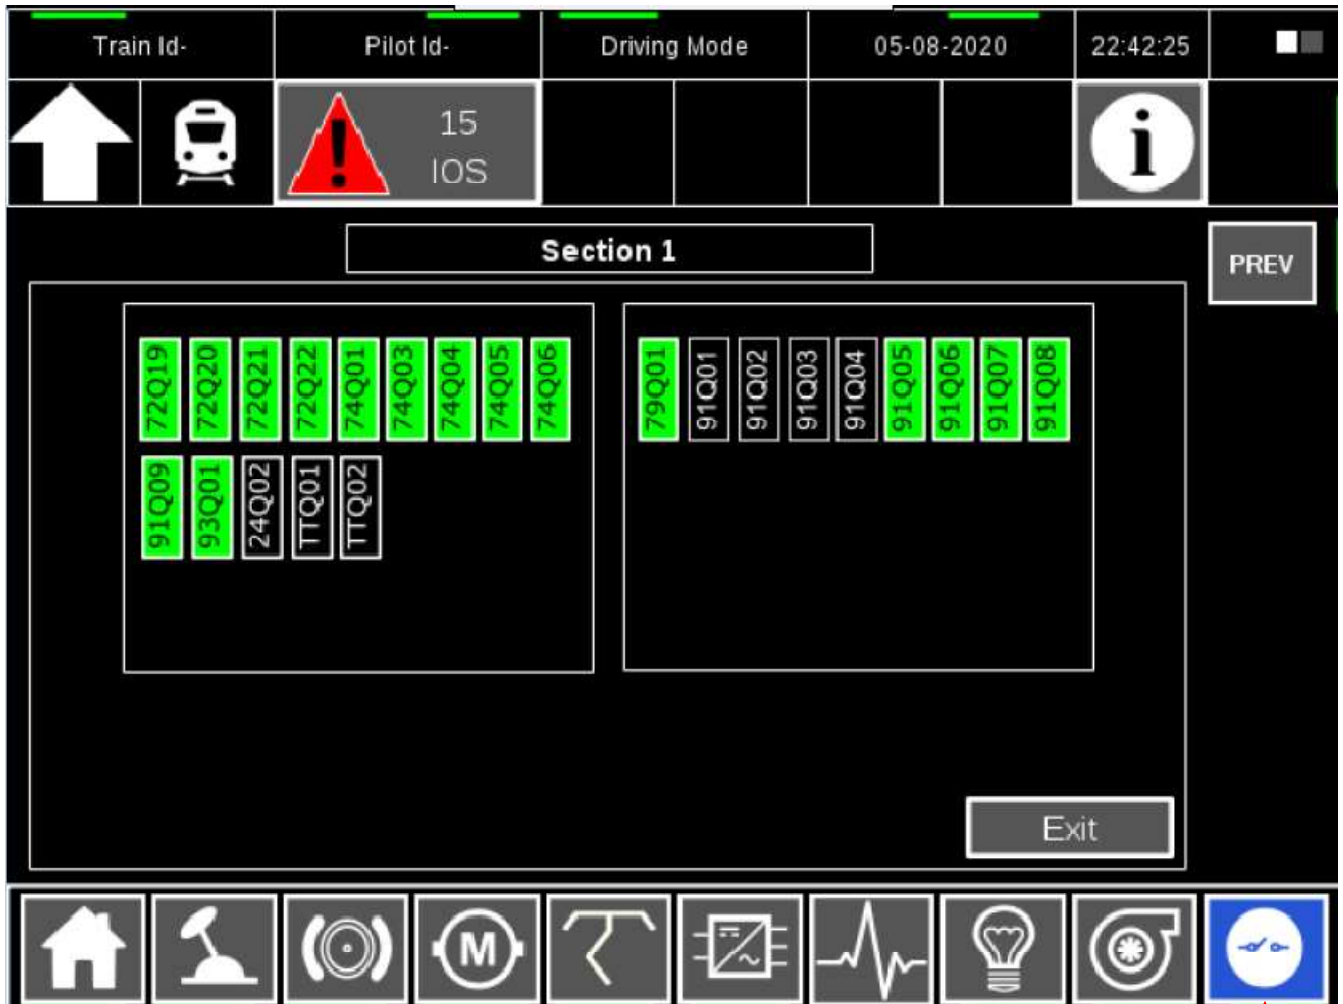 Train Id- Pilot Id- Driving Mode 05-08-2020 22:42:25
15
IOS
i
Section 1
PREV
72Q19 72Q20 72Q21 72Q22 74Q01 74Q03 74Q04 74Q05 74Q06
91Q09 93Q01 24Q02 TTQ01 TTQ02
79Q01 91Q01 91Q02 91Q03 91Q04 91Q05 91Q06 91Q07 91Q08
Exit
M